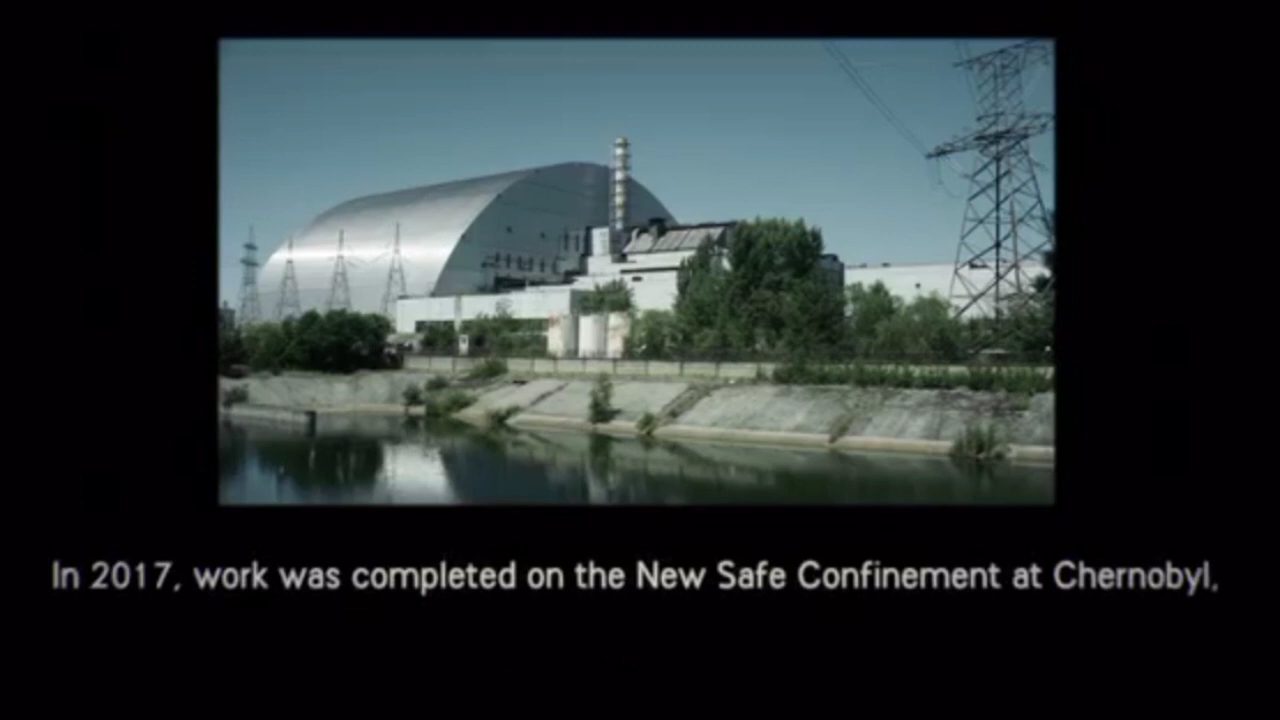 In 2017, work was completed on the New Safe Confinement at Chernobyl,